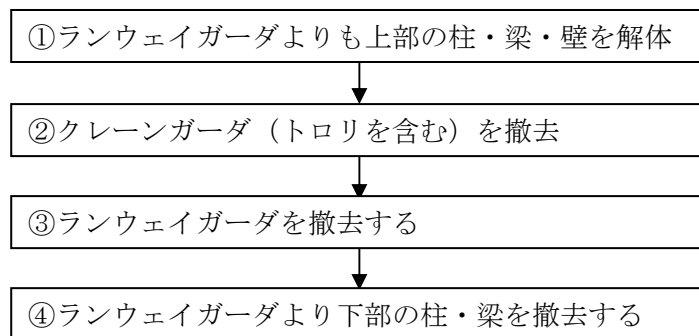 ①ランウェイガーダよりも上部の柱・梁・壁を解体
②クレーンガーダ（トロリを含む）を撤去
③ランウェイガーダを撤去する
④ランウェイガーダより下部の柱・梁を撤去する